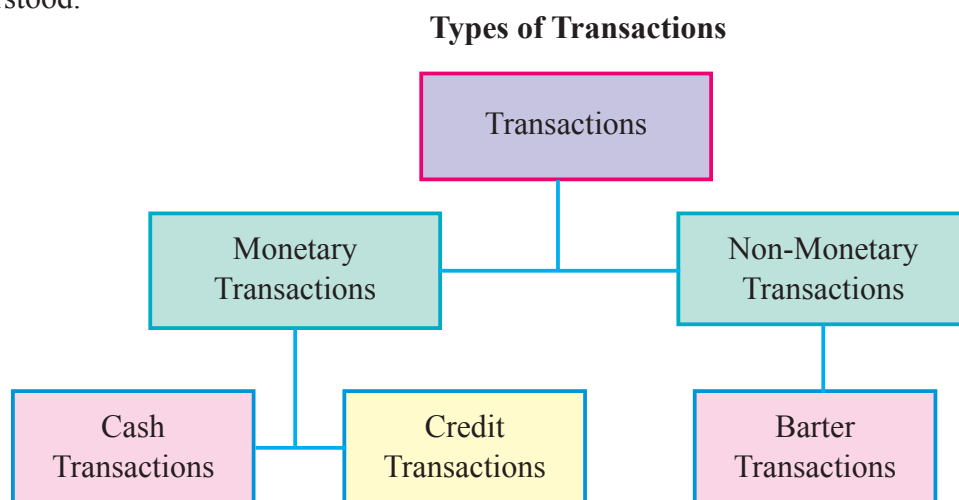 Types of Transactions
Transactions
Monetary
Transactions
Non-Monetary
Transactions
Cash
Transactions
Credit
Transactions
Barter
Transactions